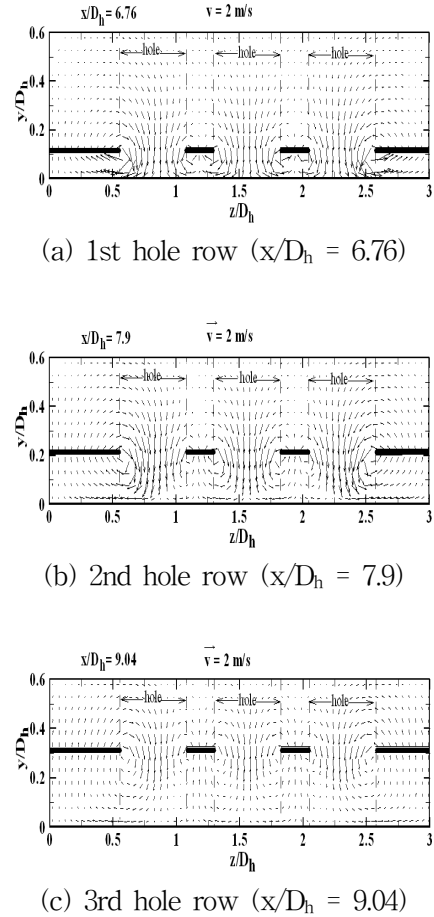 x/Dh = 6.76 v = 2 m/s
0.6
hole hole hole
y/Dh
0.4
0.2
0
0 0.5 1 1.5 2 2.5 3
z/Dh
(a) 1st hole row (x/Dh = 6.76)
x/Dh = 7.9 v = 2 m/s
0.6
hole hole hole
y/Dh
0.4
0.2
0
0 0.5 1 1.5 2 2.5 3
z/Dh
(b) 2nd hole row (x/Dh = 7.9)
x/Dh = 9.04 v = 2 m/s
0.6
hole hole hole
y/Dh
0.4
0.2
0
0 0.5 1 1.5 2 2.5 3
z/Dh
(c) 3rd hole row (x/Dh = 9.04)